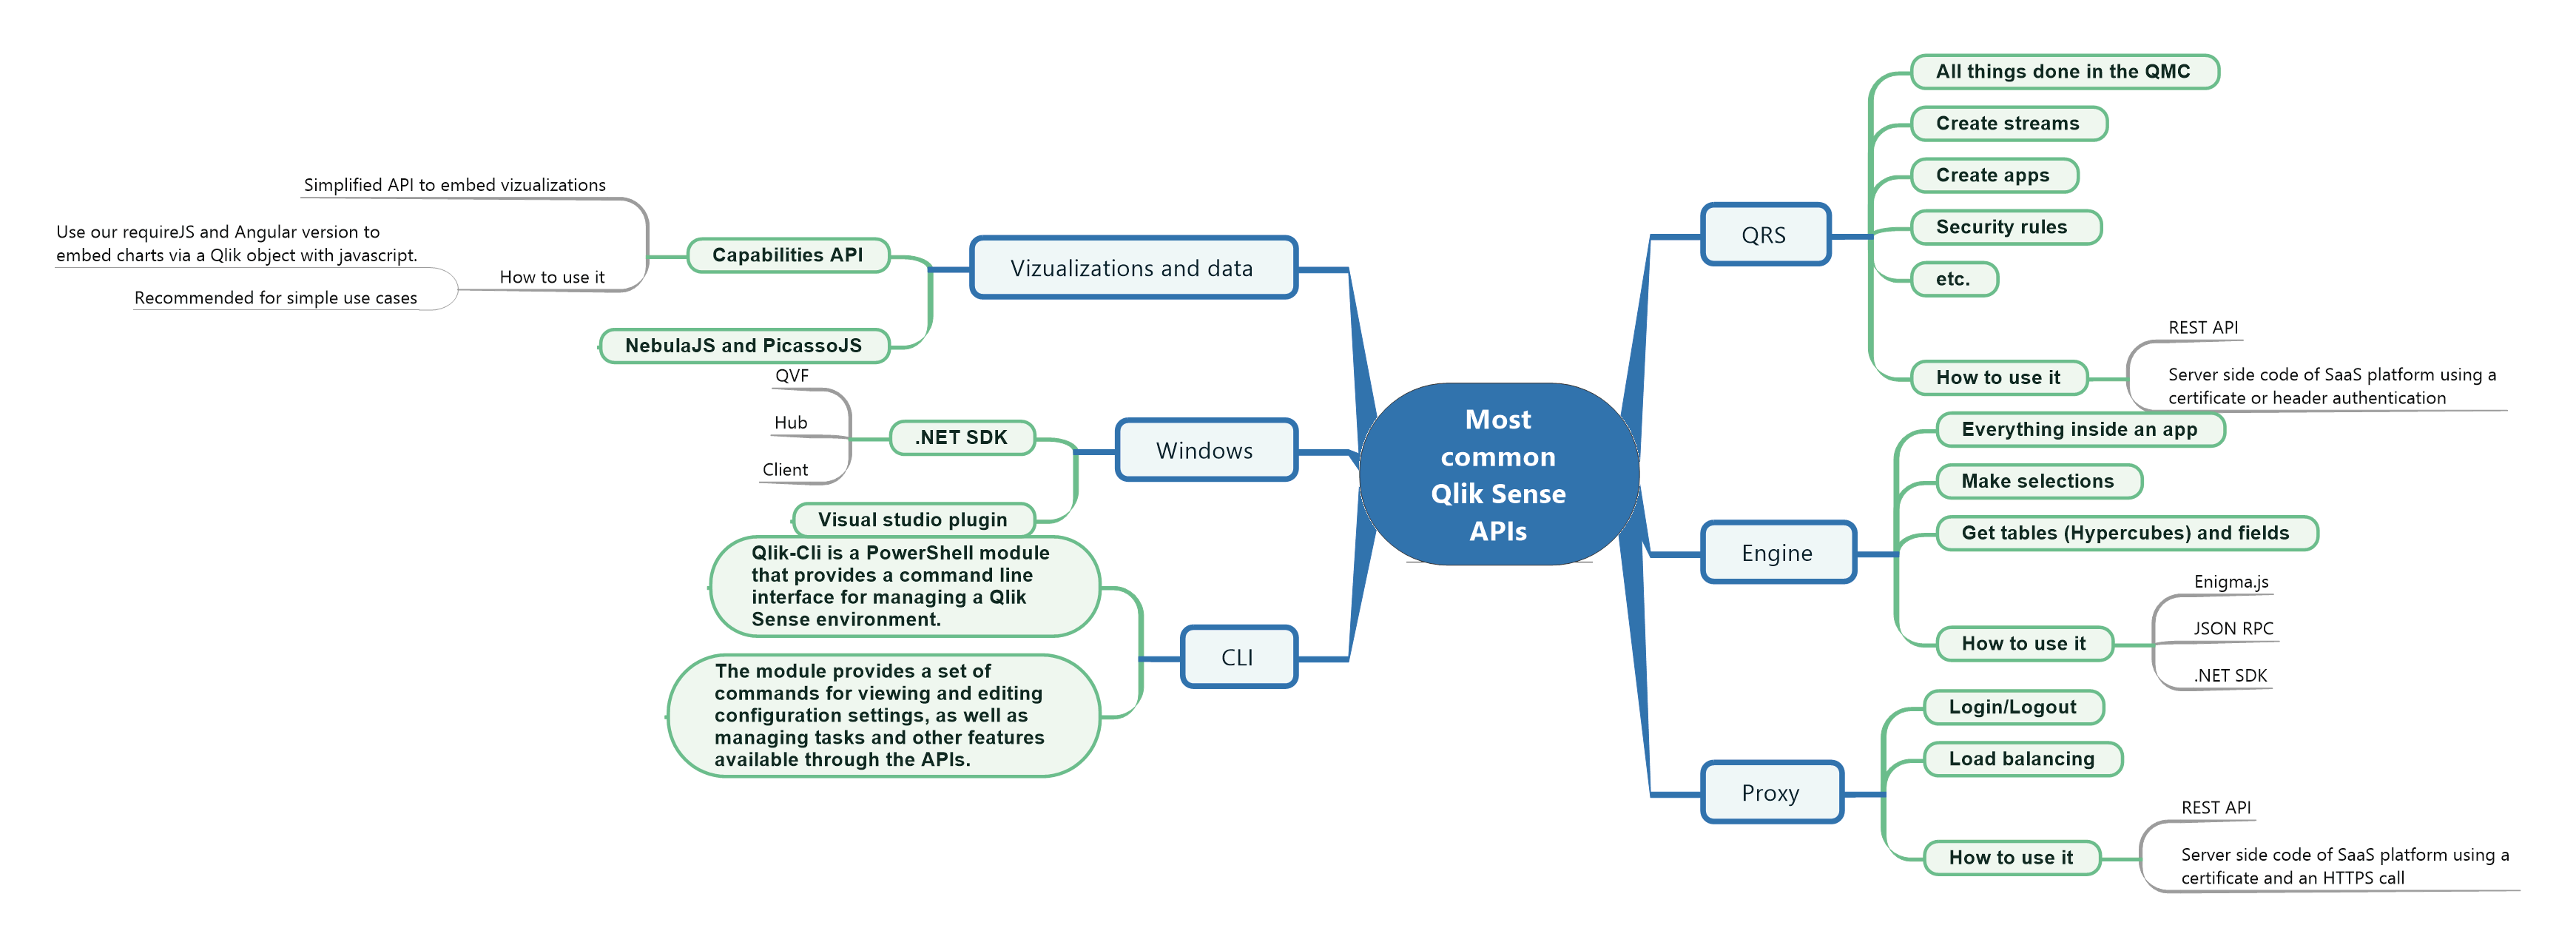 Most
common
Qlik Sense
APIs
QRS
All things done in the QMC
Create streams
Create apps
Security rules
etc.
How to use it
REST API
Server side code of SaaS platform using a
certificate or header authentication
Engine
Everything inside an app
Make selections
Get tables (Hypercubes) and fields
How to use it
Enigma.js
JSON RPC
.NET SDK
Proxy
Login/Logout
Load balancing
How to use it
REST API
Server side code of SaaS platform using a
certificate and an HTTPS call
Vizualizations and data
Capabilities API
Simplified API to embed vizualizations
How to use it
Use our requireJS and Angular version to
embed charts via a Qlik object with javascript.
Recommended for simple use cases
NebulaJS and PicassoJS
Windows
.NET SDK
QVF
Hub
Client
Visual studio plugin
CLI
Qlik-Cli is a PowerShell module
that provides a command line
interface for managing a Qlik
Sense environment.
The module provides a set of
commands for viewing and editing
configuration settings, as well as
managing tasks and other features
available through the APIs.